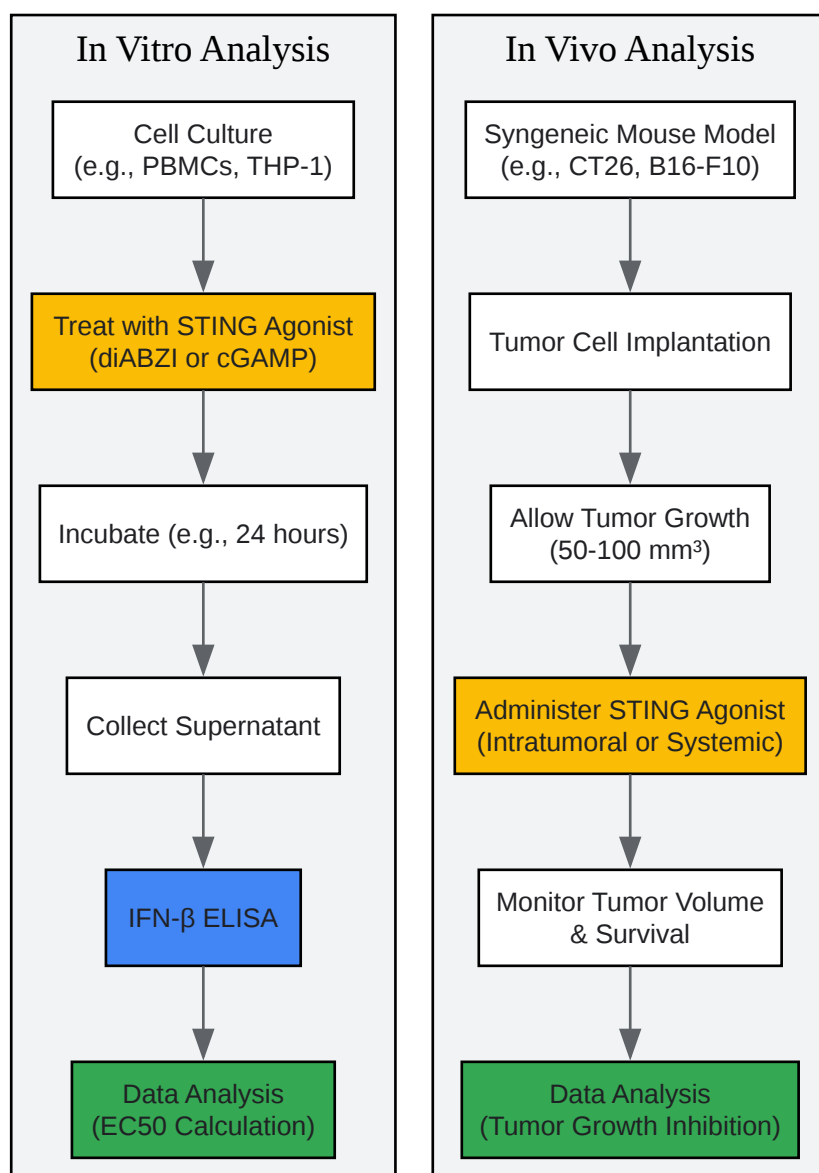 In Vitro Analysis
Cell Culture
(e.g., PBMCs, THP-1)
Treat with STING Agonist
(diABZI or cGAMP)
Incubate (e.g., 24 hours)
Collect Supernatant
IFN-β ELISA
Data Analysis
(EC50 Calculation)
In Vivo Analysis
Syngeneic Mouse Model
(e.g., CT26, B16-F10)
Tumor Cell Implantation
Allow Tumor Growth
(50-100 mm³)
Administer STING Agonist
(Intratumoral or Systemic)
Monitor Tumor Volume
& Survival
Data Analysis
(Tumor Growth Inhibition)